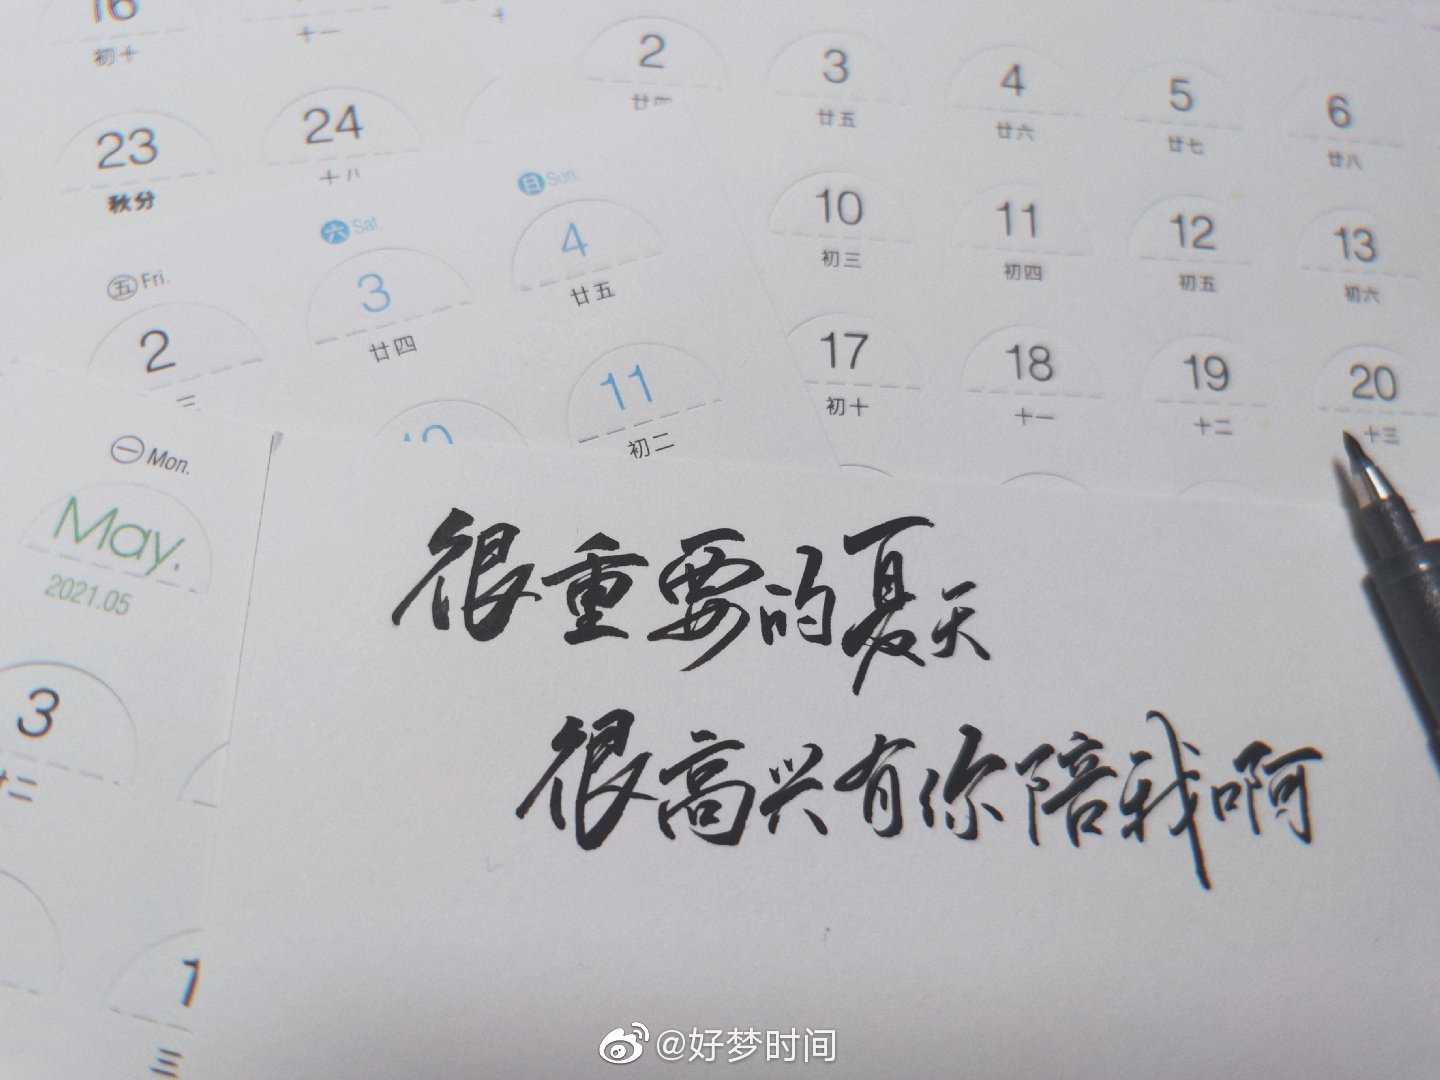 16
初十
十一
23
秋分
24
十八
2
廿四
3
廿五
4
廿六
5
廿七
6
廿八
10
初三
11
初四
12
初五
13
初六
17
初十
18
十一
19
十二
20
十三
五 Fri.
2
六 Sat.
3
廿四
日 Sun.
4
廿五
11
初二
一 Mon.
May.
2021.05
3
廿二
1
三
很重要的夏天
很高兴有你陪我啊
@好梦时间